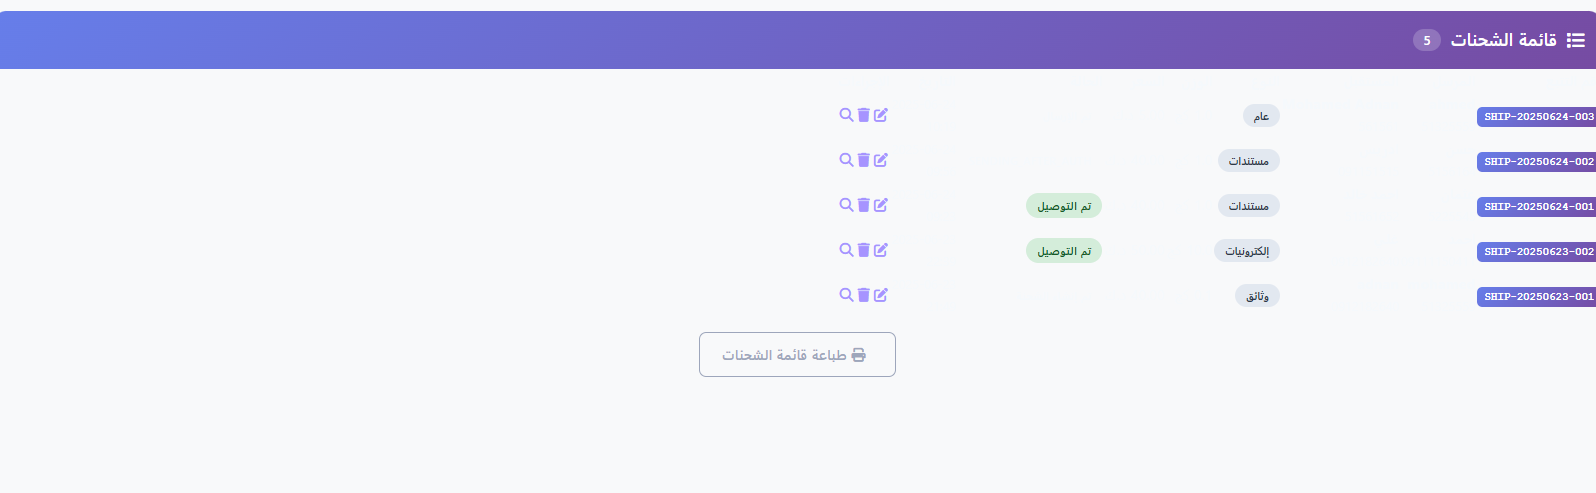 قائمة الشحنات 5
SHIP-20250624-003 عام
SHIP-20250624-002 مستندات
SHIP-20250624-001 مستندات تم التوصيل
SHIP-20250623-002 إلكترونيات تم التوصيل
SHIP-20250623-001 وثائق
طباعة قائمة الشحنات